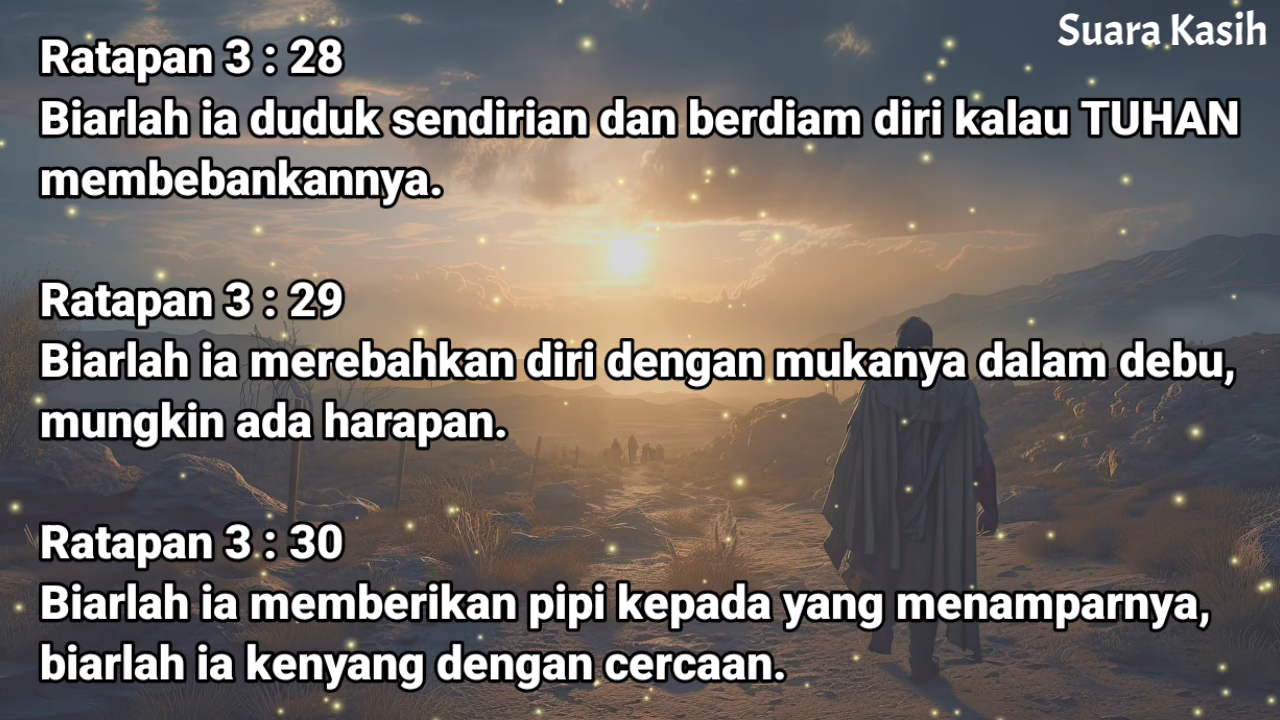 Suara Kasih
Ratapan 3 : 28
Biarlah ia duduk sendirian dan berdiam diri kalau TUHAN
membebankannya.
Ratapan 3 : 29
Biarlah ia merebahkan diri dengan mukanya dalam debu,
mungkin ada harapan.
Ratapan 3 : 30
Biarlah ia memberikan pipi kepada yang menamparnya,
biarlah ia kenyang dengan cercaan.